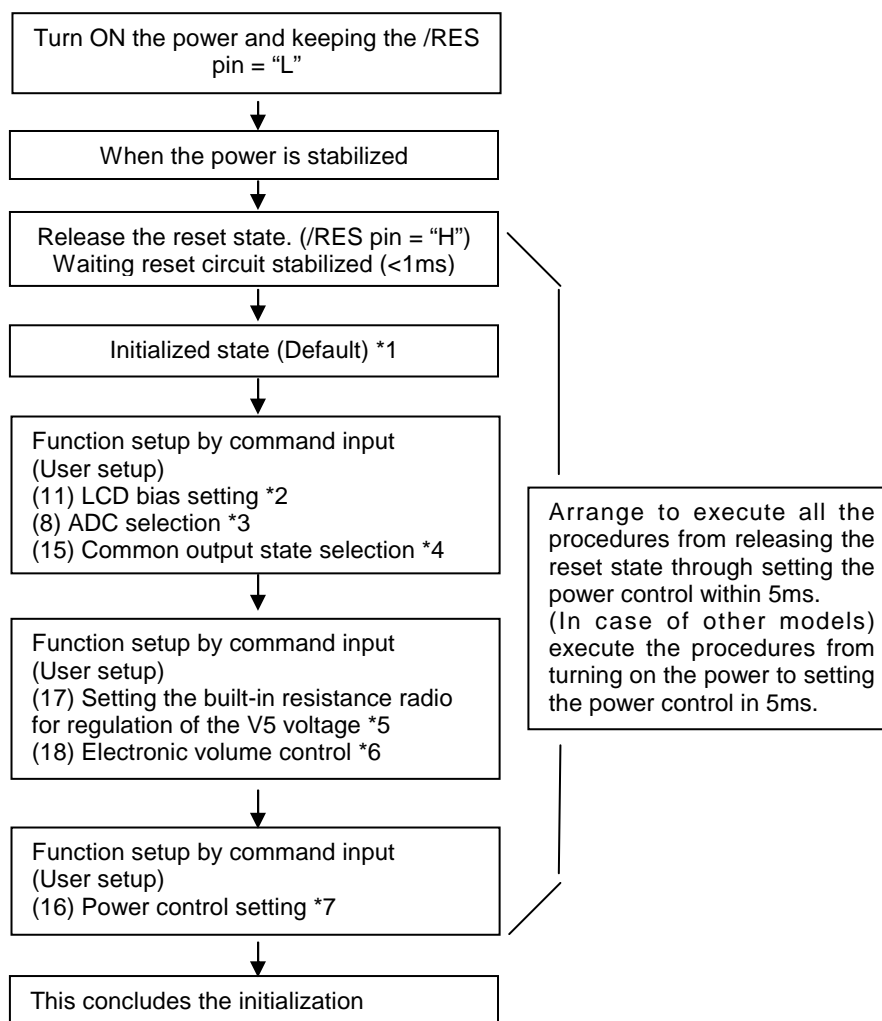 Turn ON the power and keeping the /RES
pin = “L”
When the power is stabilized
Release the reset state. (/RES pin = “H”)
Waiting reset circuit stabilized (<1ms)
Initialized state (Default) *1
Function setup by command input
(User setup)
(11) LCD bias setting *2
(8) ADC selection *3
(15) Common output state selection *4
Function setup by command input
(User setup)
(17) Setting the built-in resistance radio
for regulation of the V5 voltage *5
(18) Electronic volume control *6
Function setup by command input
(User setup)
(16) Power control setting *7
This concludes the initialization
Arrange to execute all the
procedures from releasing the
reset state through setting the
power control within 5ms.
(In case of other models)
execute the procedures from
turning on the power to setting
the power control in 5ms.